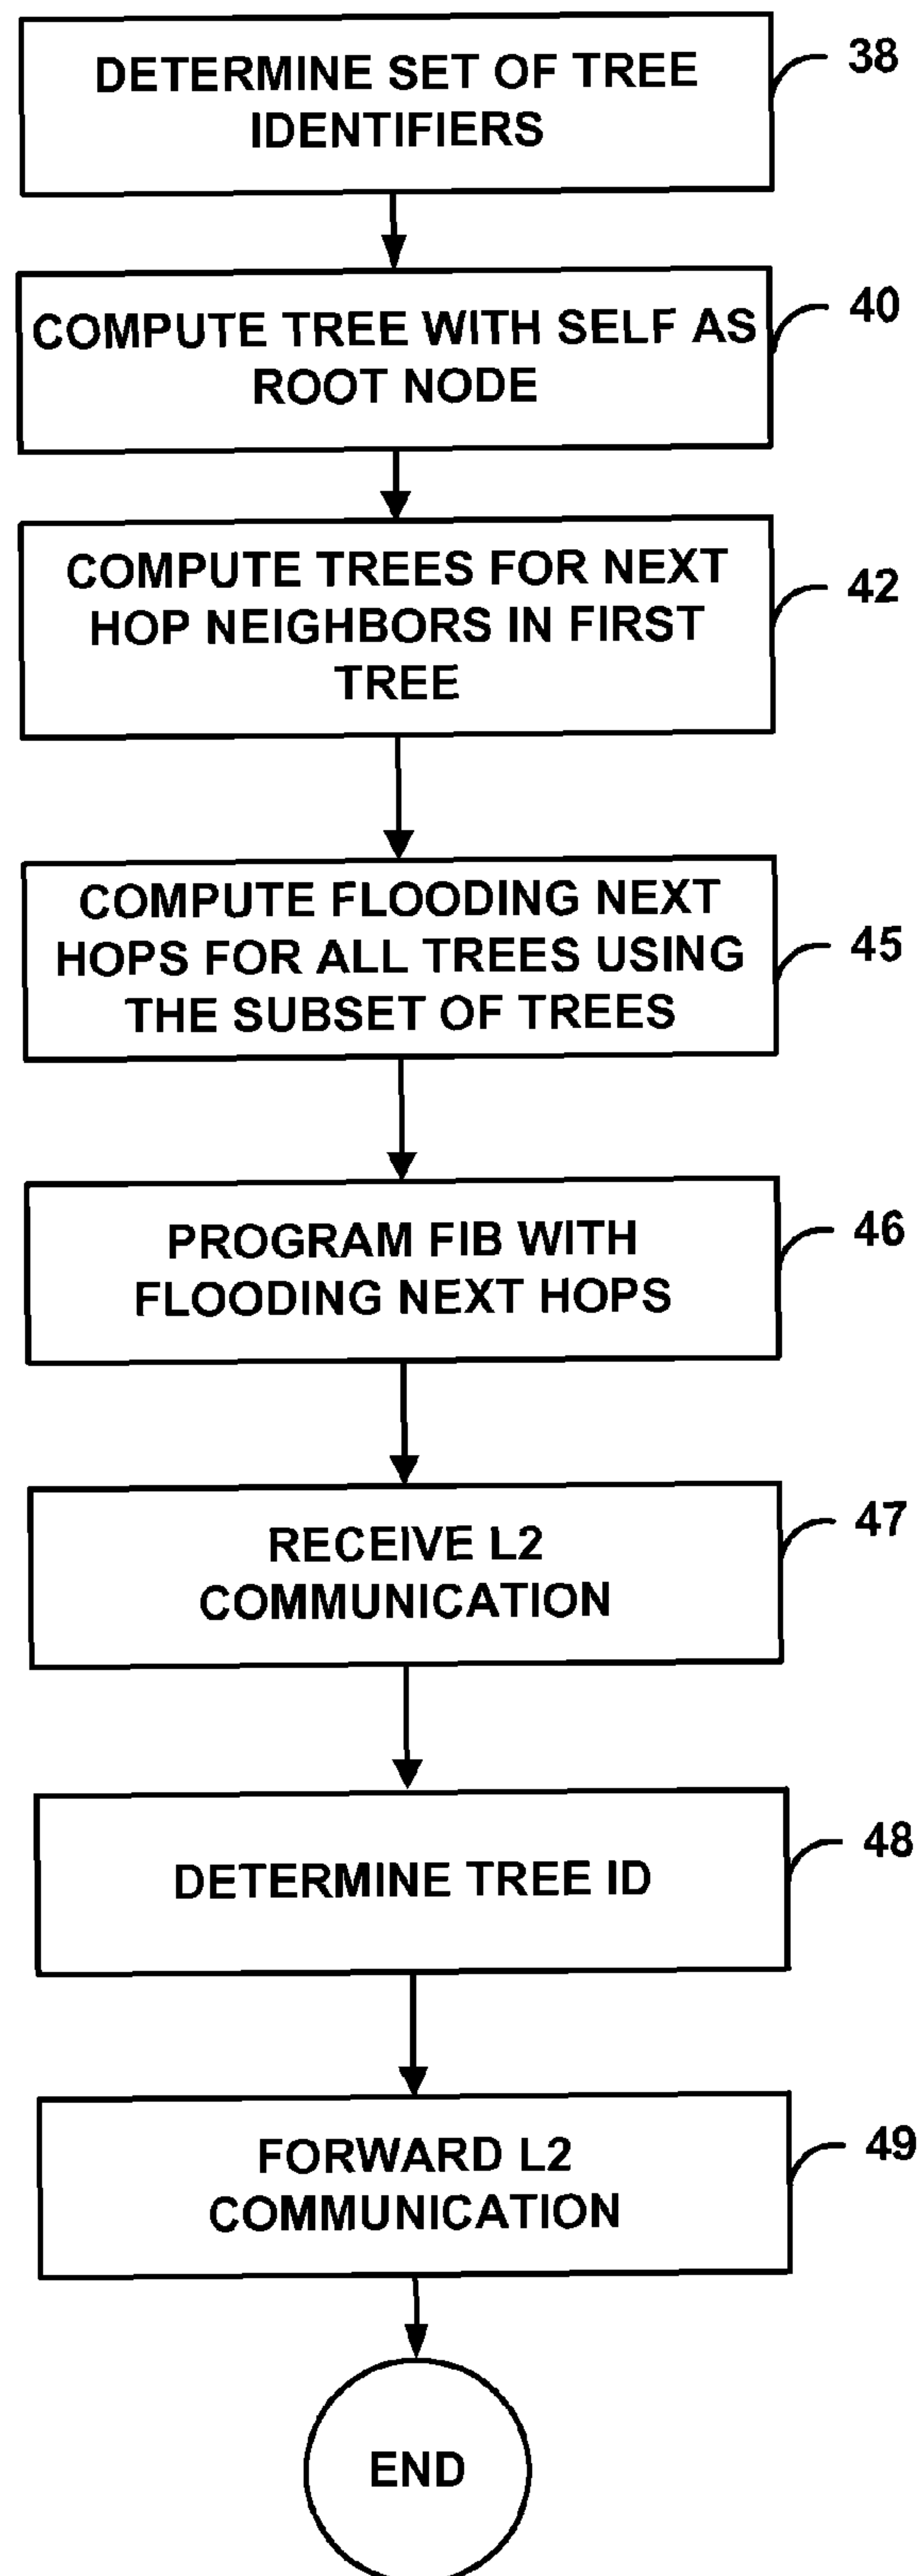 DETERMINE SET OF TREE
IDENTIFIERS
38
COMPUTE TREE WITH SELF AS
ROOT NODE
40
COMPUTE TREES FOR NEXT
HOP NEIGHBORS IN FIRST
TREE
42
COMPUTE FLOODING NEXT
HOPS FOR ALL TREES USING
THE SUBSET OF TREES
45
PROGRAM FIB WITH
FLOODING NEXT HOPS
46
RECEIVE L2
COMMUNICATION
47
DETERMINE TREE ID
48
FORWARD L2
COMMUNICATION
49
END